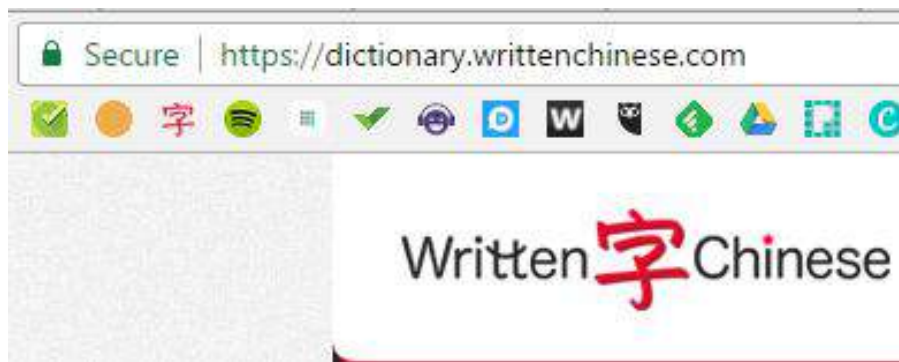 Secure | https://dictionary.writtenchinese.com
字 W
Written字Chinese